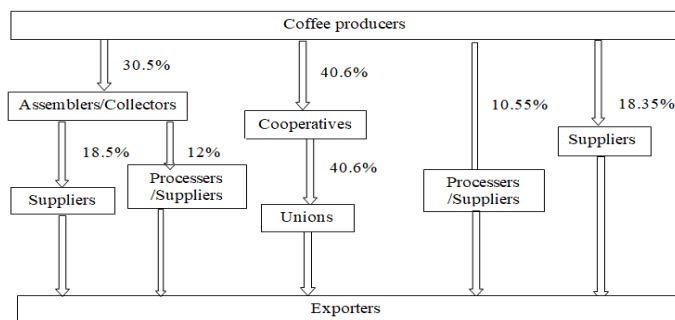 Coffee producers
30.5%
40.6%
10.55%
18.35%
Assemblers/Collectors
Cooperatives
Suppliers
18.5%
12%
40.6%
Processers
/Suppliers
Processers
/Suppliers
Suppliers
Unions
Exporters